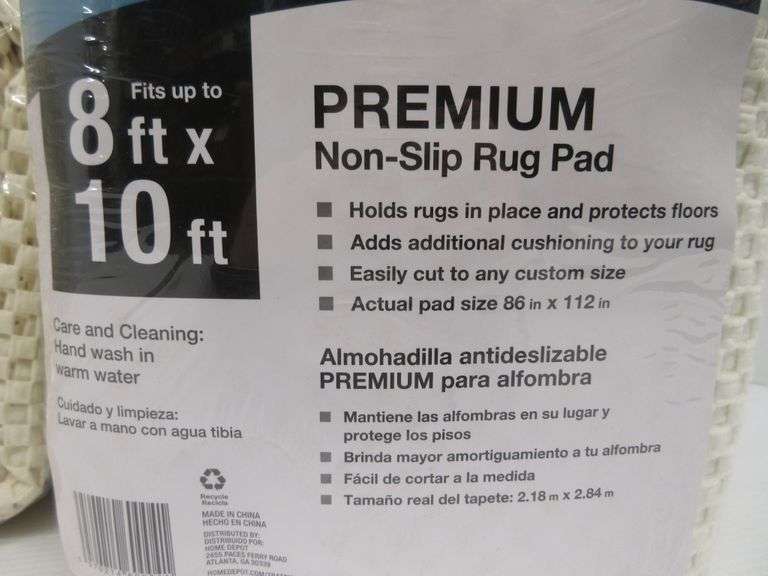 Fits up to
8 ft x
10 ft
PREMIUM
Non-Slip Rug Pad
Holds rugs in place and protects floors
Adds additional cushioning to your rug
Easily cut to any custom size
Actual pad size 86 in x 112 in
Care and Cleaning:
Hand wash in
warm water
Cuidado y limpieza:
Lavar a mano con agua tibia
Almohadilla antideslizable
PREMIUM para alfombra
Mantiene las alfombras en su lugar y
protege los pisos
Brinda mayor amortiguamiento a tu alfombra
Fácil de cortar a la medida
Tamaño real del tapete: 2.18 m x 2.84 m
Recycle
Recicla
MADE IN CHINA
HECHO EN CHINA
DISTRIBUTED BY:
DISTRIBUIDO POR:
HOME DEPOT
2455 PACES FERRY ROAD
ATLANTA, GA 30339